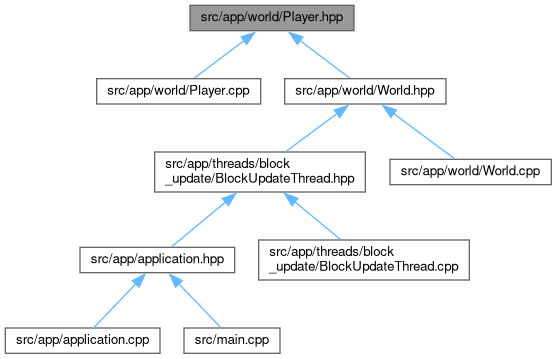 src/app/world/Player.hpp
src/app/world/Player.cpp
src/app/world/World.hpp
src/app/threads/block
_update/BlockUpdateThread.hpp
src/app/world/World.cpp
src/app/application.hpp
src/app/threads/block
_update/BlockUpdateThread.cpp
src/app/application.cpp
src/main.cpp